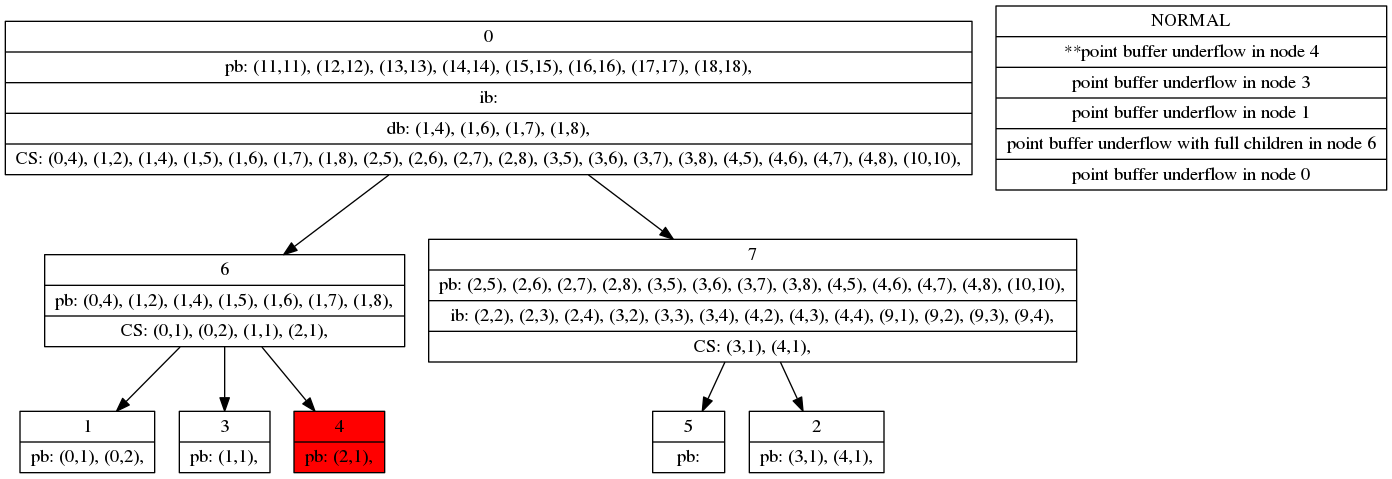 0
pb: (11,11), (12,12), (13,13), (14,14), (15,15), (16,16), (17,17), (18,18),
ib:
db: (1,4), (1,6), (1,7), (1,8),
CS: (0,4), (1,2), (1,4), (1,5), (1,6), (1,7), (1,8), (2,5), (2,6), (2,7), (2,8), (3,5), (3,6), (3,7), (3,8), (4,5), (4,6), (4,7), (4,8), (10,10),
NORMAL
**point buffer underflow in node 4
point buffer underflow in node 3
point buffer underflow in node 1
point buffer underflow with full children in node 6
point buffer underflow in node 0
6
pb: (0,4), (1,2), (1,4), (1,5), (1,6), (1,7), (1,8),
CS: (0,1), (0,2), (1,1), (2,1),
7
pb: (2,5), (2,6), (2,7), (2,8), (3,5), (3,6), (3,7), (3,8), (4,5), (4,6), (4,7), (4,8), (10,10),
ib: (2,2), (2,3), (2,4), (3,2), (3,3), (3,4), (4,2), (4,3), (4,4), (9,1), (9,2), (9,3), (9,4),
CS: (3,1), (4,1),
1
pb: (0,1), (0,2),
3
pb: (1,1),
4
pb: (2,1),
5
pb:
2
pb: (3,1), (4,1),